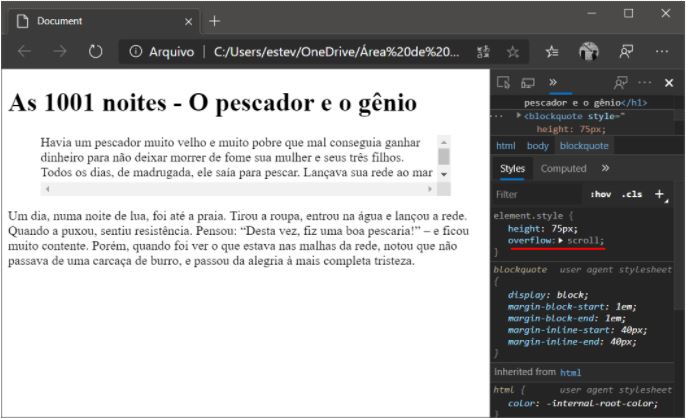 Document
Arquivo
C:/Users/estev/OneDrive/Área%20de%20...
As 1001 noites - O pescador e o gênio
Havia um pescador muito velho e muito pobre que mal conseguia ganhar
dinheiro para não deixar morrer de fome sua mulher e seus três filhos.
Todos os dias, de madrugada, ele saia para pescar. Lançava sua rede ao mar
Um dia, numa noite de lua, foi até a praia. Tirou a roupa, entrou na água e lançou a rede.
Quando a puxou, sentiu resistência. Pensou: “Desta vez, fiz uma boa pescaria!” – e ficou
muito contente. Porém, quando foi ver o que estava nas malhas da rede, notou que não
passava de uma carcaça de burro, e passou da alegria à mais completa tristeza.
pescador e o gênio</h1>
<blockquote style="
height: 75px;
html body blockquote
Styles Computed
Filter :hov .cls +
element.style {
height: 75px;
overflow: scroll;
}
blockquote user agent stylesheet
{
display: block;
margin-block-start: 1em;
margin-block-end: 1em;
margin-inline-start: 40px;
margin-inline-end: 40px;
}
Inherited from html
html { user agent stylesheet
color: -internal-root-color;